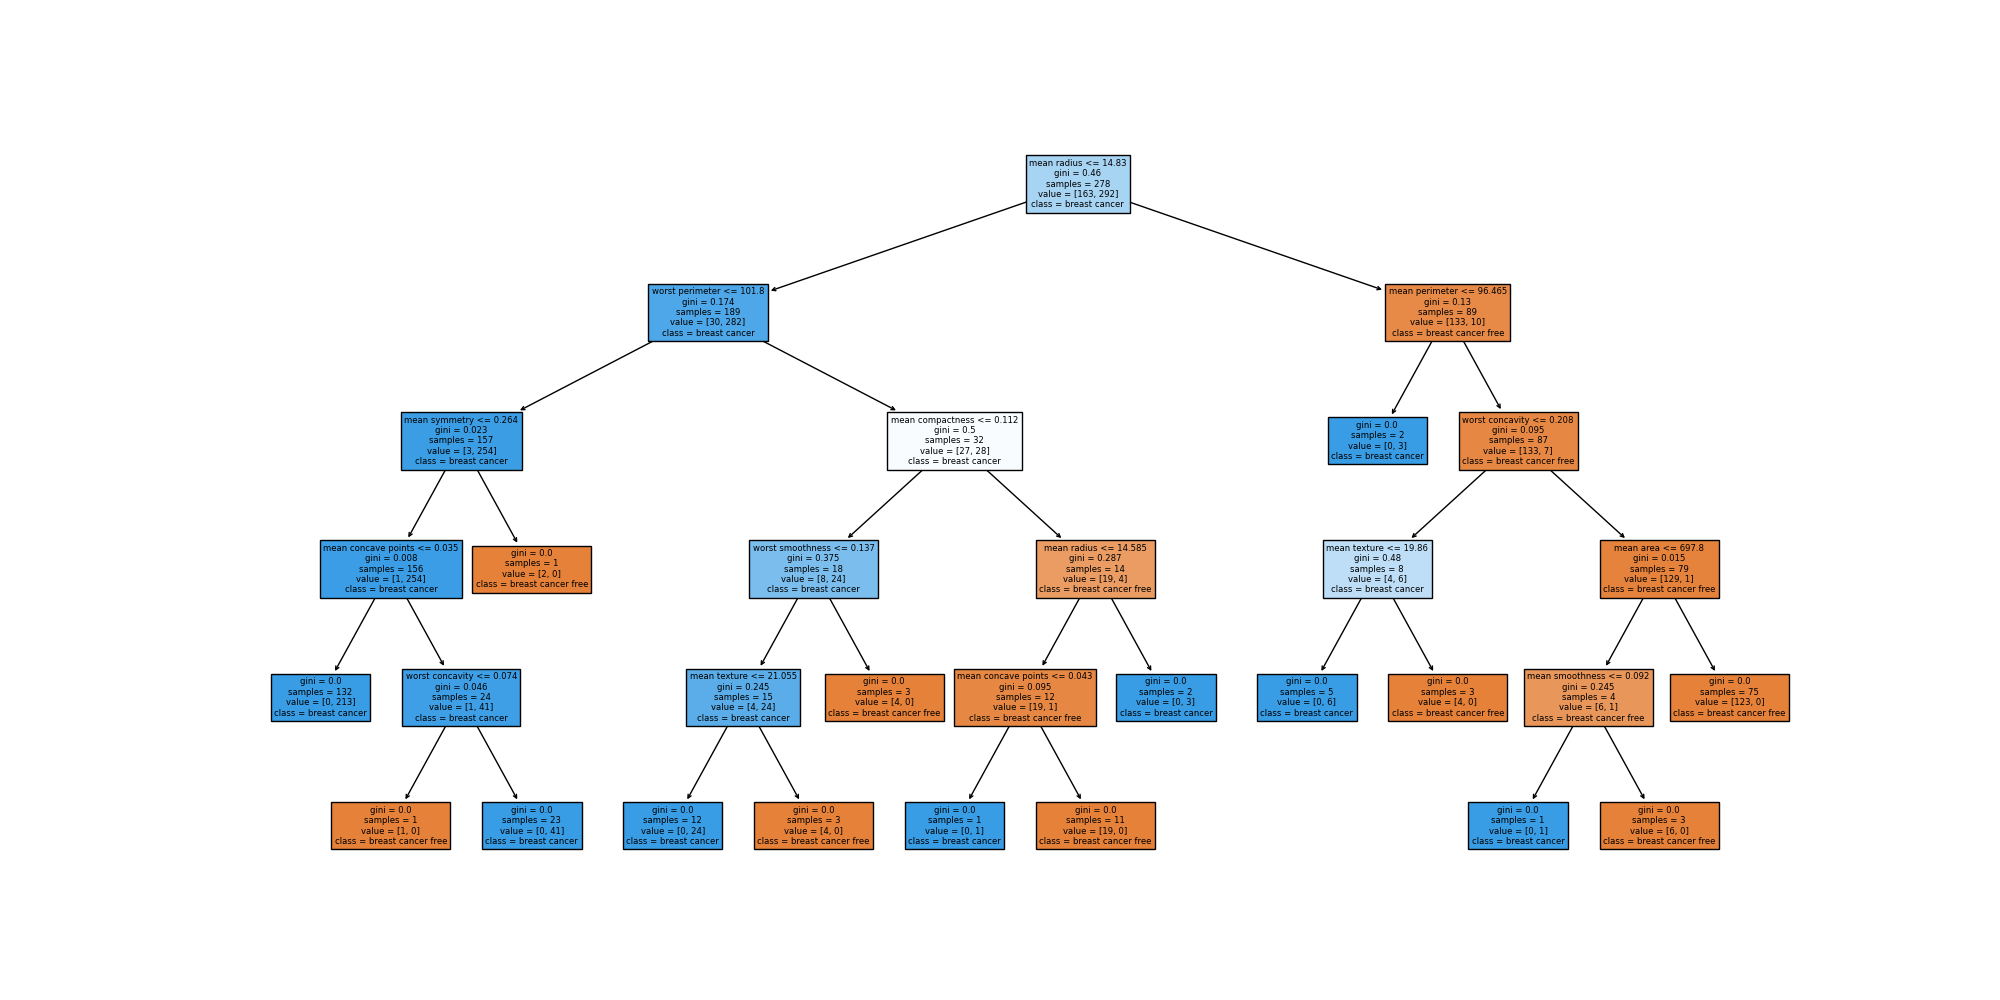 mean radius <= 14.83
gini = 0.46
samples = 278
value = [163, 292]
class = breast cancer
worst perimeter <= 101.8
gini = 0.174
samples = 189
value = [30, 282]
class = breast cancer
mean perimeter <= 96.465
gini = 0.13
samples = 89
value = [133, 10]
class = breast cancer free
mean symmetry <= 0.264
gini = 0.023
samples = 157
value = [3, 254]
class = breast cancer
mean compactness <= 0.112
gini = 0.5
samples = 32
value = [27, 28]
class = breast cancer
gini = 0.0
samples = 2
value = [0, 3]
class = breast cancer
worst concavity <= 0.208
gini = 0.095
samples = 87
value = [133, 7]
class = breast cancer free
mean concave points <= 0.035
gini = 0.008
samples = 156
value = [1, 254]
class = breast cancer
gini = 0.0
samples = 1
value = [2, 0]
class = breast cancer free
worst smoothness <= 0.137
gini = 0.375
samples = 18
value = [8, 24]
class = breast cancer
mean radius <= 14.585
gini = 0.287
samples = 14
value = [19, 4]
class = breast cancer free
mean texture <= 19.86
gini = 0.48
samples = 8
value = [4, 6]
class = breast cancer
mean area <= 697.8
gini = 0.015
samples = 79
value = [129, 1]
class = breast cancer free
gini = 0.0
samples = 132
value = [0, 213]
class = breast cancer
worst concavity <= 0.074
gini = 0.046
samples = 24
value = [1, 41]
class = breast cancer
mean texture <= 21.055
gini = 0.245
samples = 15
value = [4, 24]
class = breast cancer
gini = 0.0
samples = 3
value = [4, 0]
class = breast cancer free
mean concave points <= 0.043
gini = 0.095
samples = 12
value = [19, 1]
class = breast cancer free
gini = 0.0
samples = 2
value = [0, 3]
class = breast cancer
gini = 0.0
samples = 5
value = [0, 6]
class = breast cancer
gini = 0.0
samples = 3
value = [4, 0]
class = breast cancer free
mean smoothness <= 0.092
gini = 0.245
samples = 4
value = [6, 1]
class = breast cancer free
gini = 0.0
samples = 75
value = [123, 0]
class = breast cancer free
gini = 0.0
samples = 1
value = [1, 0]
class = breast cancer free
gini = 0.0
samples = 23
value = [0, 41]
class = breast cancer
gini = 0.0
samples = 12
value = [0, 24]
class = breast cancer
gini = 0.0
samples = 3
value = [4, 0]
class = breast cancer free
gini = 0.0
samples = 1
value = [0, 1]
class = breast cancer
gini = 0.0
samples = 11
value = [19, 0]
class = breast cancer free
gini = 0.0
samples = 1
value = [0, 1]
class = breast cancer
gini = 0.0
samples = 3
value = [6, 0]
class = breast cancer free